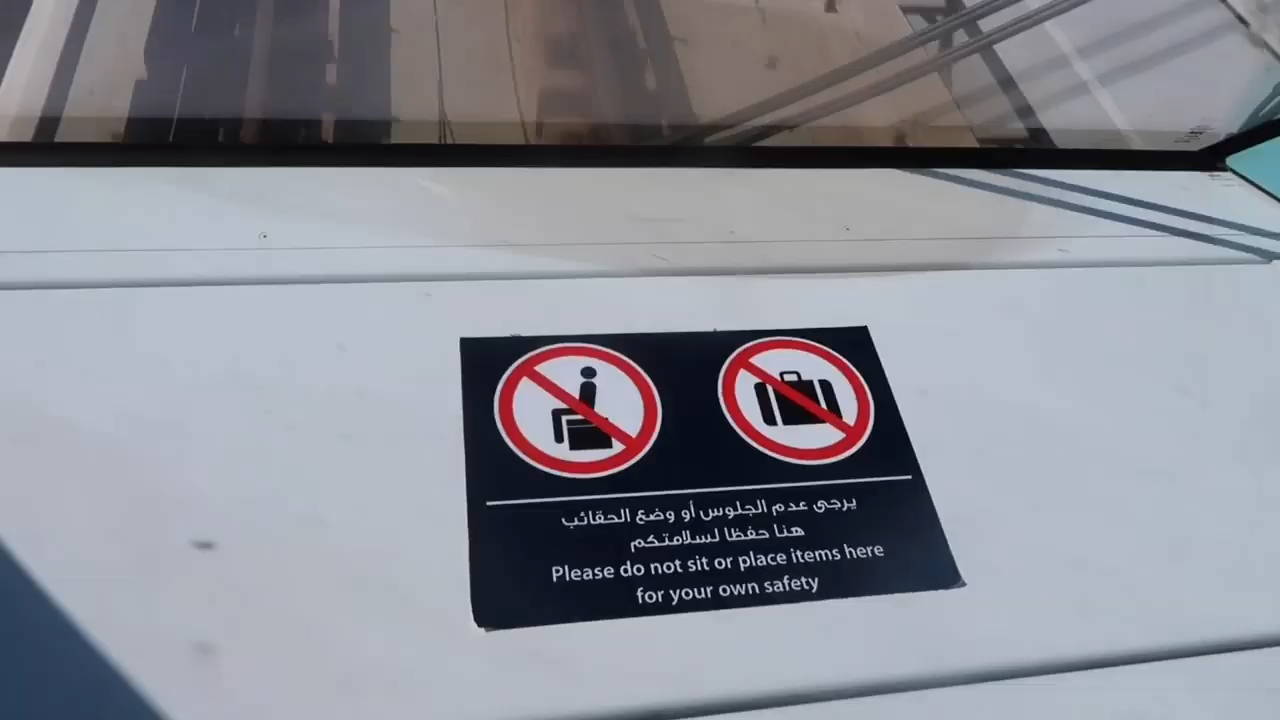 يرجى عدم الجلوس أو وضع الحقائب
هنا حفظا لسلامتكم
Please do not sit or place items here
for your own safety